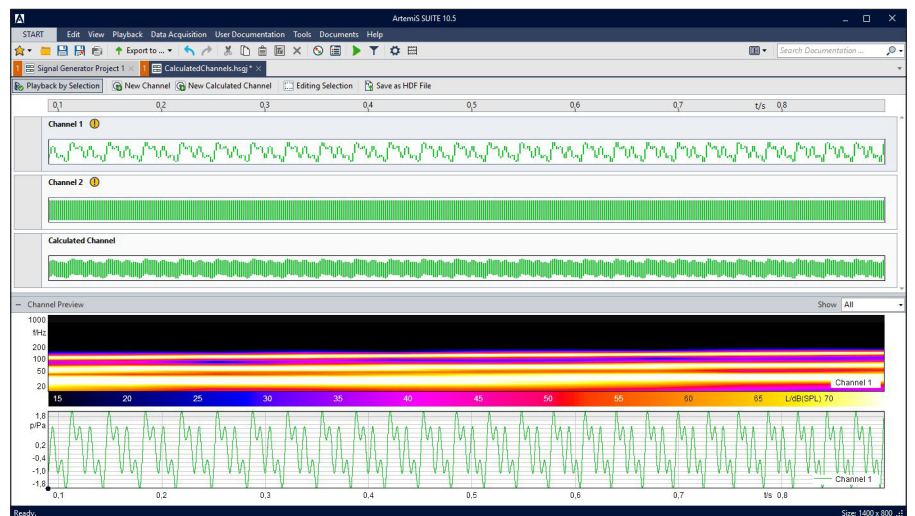 ArtemiS SUITE 10.5
START Edit View Playback Data Acquisition User Documentation Tools Documents Help
Export to ... Search Documentation ...
1 Signal Generator Project 1 × 1 CalculatedChannels.hsgj * ×
Playback by Selection New Channel New Calculated Channel Editing Selection Save as HDF File
0,1 0,2 0,3 0,4 0,5 0,6 0,7 t/s 0,8
Channel 1
Channel 2
Calculated Channel
Channel Preview Show All
1000
f/Hz
200
100
50
20
Channel 1
15 20 25 30 35 40 45 50 55 60 65 L/dB(SPL) 70
1,8
p/Pa
0,2
-0,4
-1,0
-1,8
Channel 1
0,1 0,2 0,3 0,4 0,5 0,6 0,7 t/s 0,8
Ready. Size: 1400 x 800